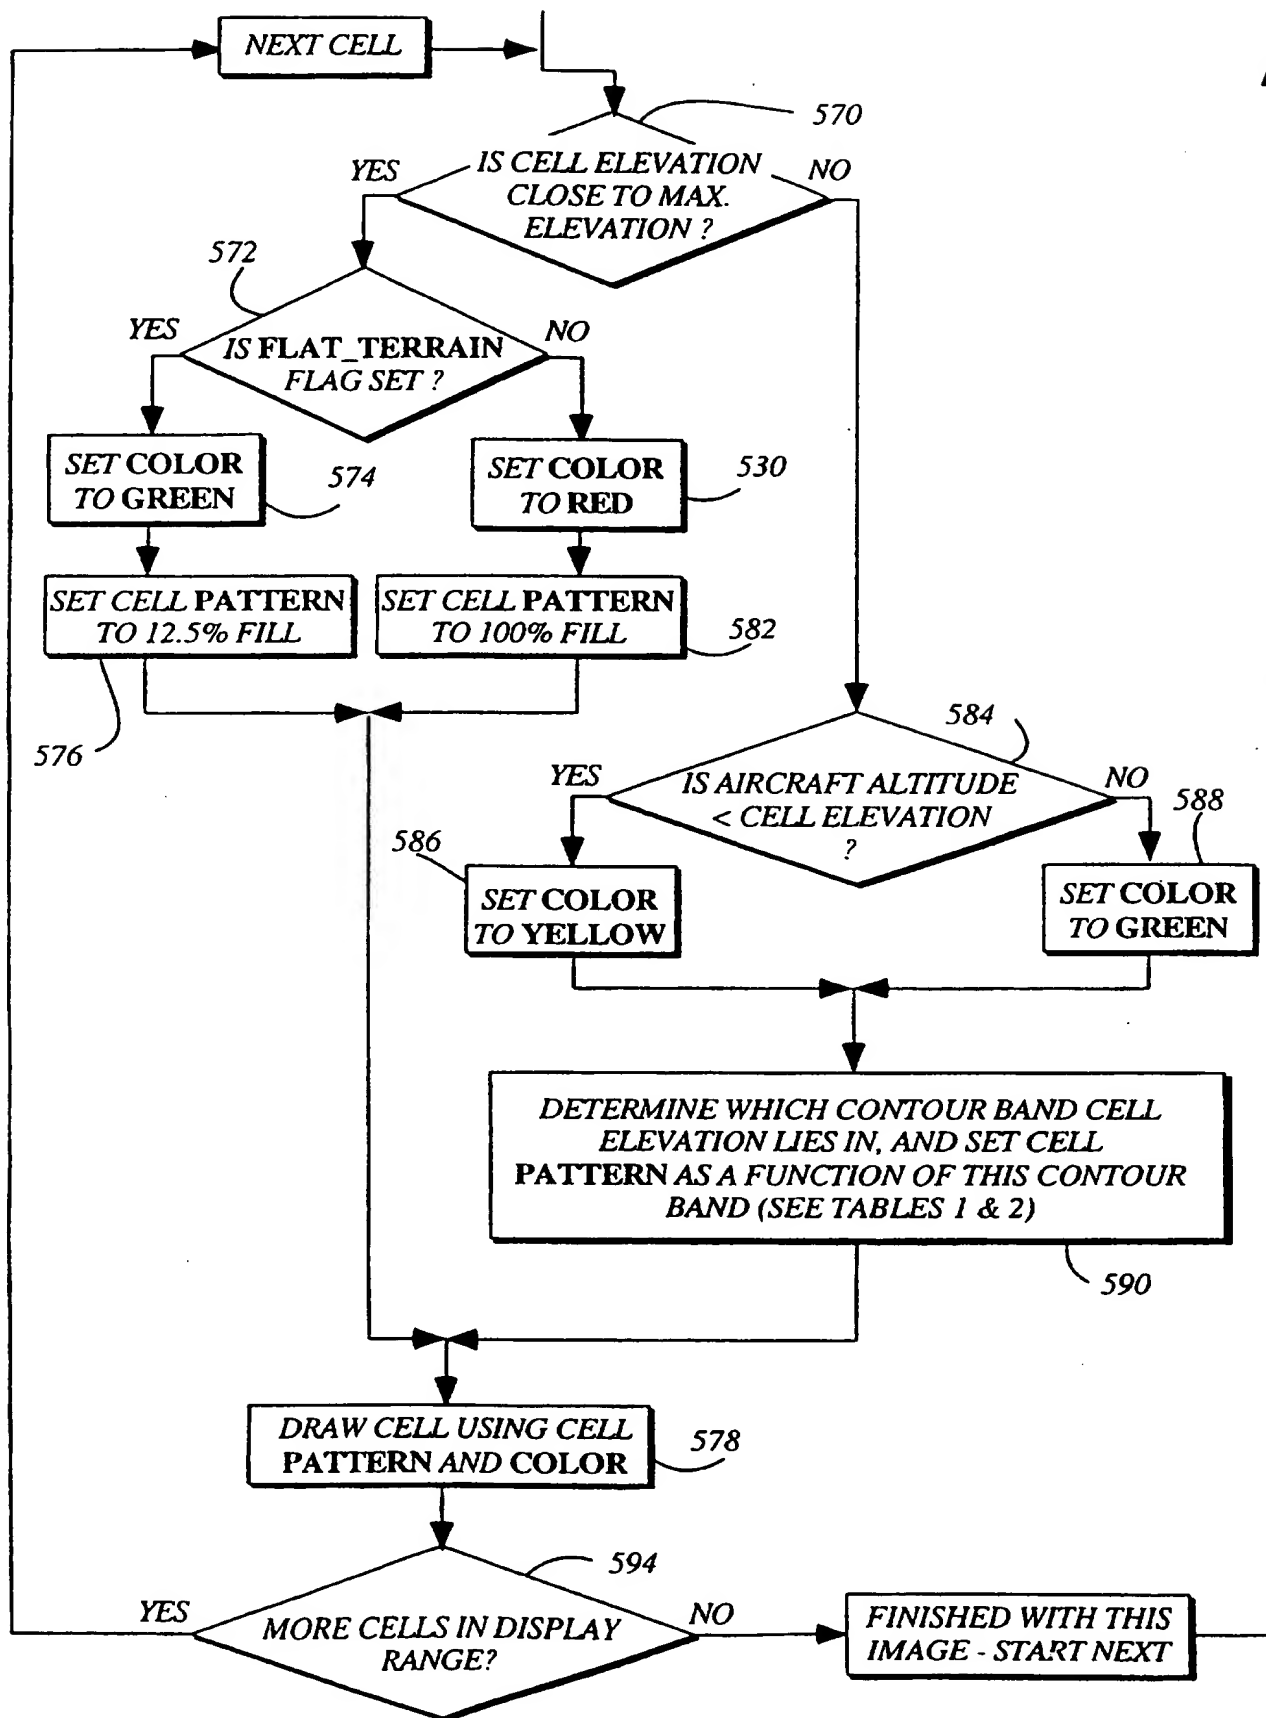 NEXT CELL
570
IS CELL ELEVATION
CLOSE TO MAX.
ELEVATION ?
YES
NO
572
IS FLAT_TERRAIN
FLAG SET ?
YES
NO
SET COLOR
TO GREEN
574
SET COLOR
TO RED
530
SET CELL PATTERN
TO 12.5% FILL
576
SET CELL PATTERN
TO 100% FILL
582
584
IS AIRCRAFT ALTITUDE
< CELL ELEVATION
?
YES
NO
586
SET COLOR
TO YELLOW
588
SET COLOR
TO GREEN
DETERMINE WHICH CONTOUR BAND CELL
ELEVATION LIES IN, AND SET CELL
PATTERN AS A FUNCTION OF THIS CONTOUR
BAND (SEE TABLES 1 & 2)
590
DRAW CELL USING CELL
PATTERN AND COLOR
578
594
MORE CELLS IN DISPLAY
RANGE?
YES
NO
FINISHED WITH THIS
IMAGE - START NEXT